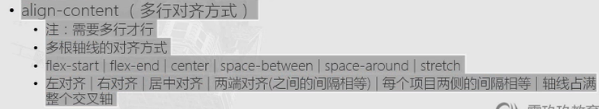 • align-content （ 多行对齐方式 ）
• 注：需要多行才行
• 多根轴线的对齐方式
• flex-start | flex-end | center | space-between | space-around | stretch
• 左对齐 | 右对齐 | 居中对齐 | 两端对齐(之间的间隔相等) | 每个项目两侧的间隔相等 | 轴线占满
整个交叉轴